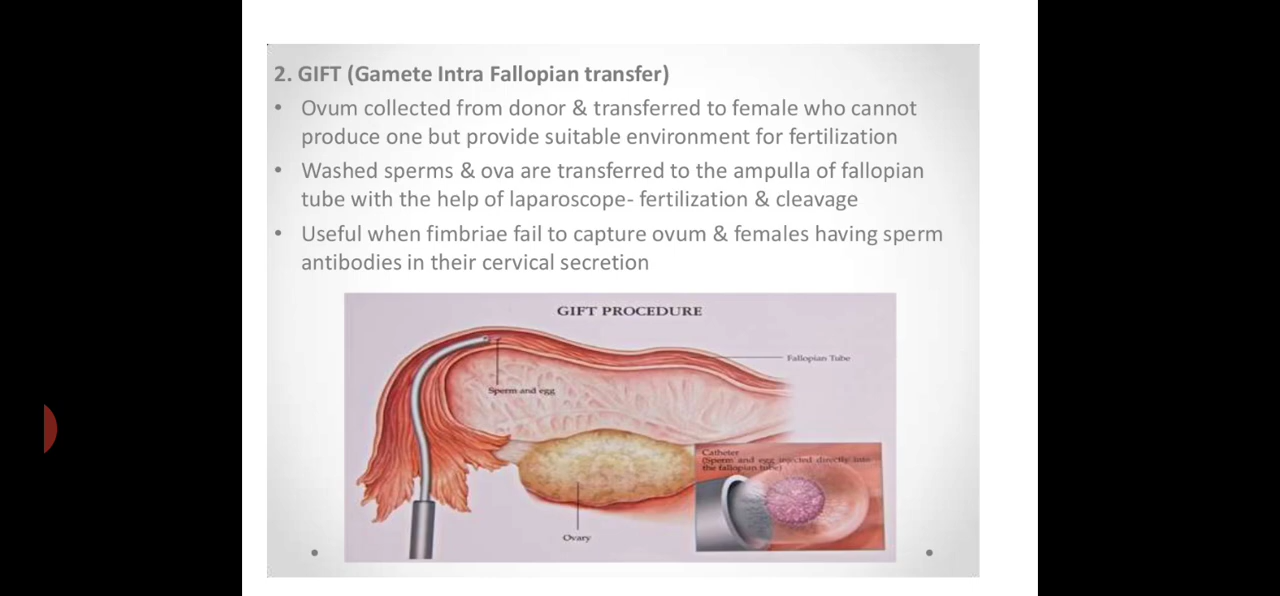 2. GIFT (Gamete Intra Fallopian transfer)
• Ovum collected from donor & transferred to female who cannot
produce one but provide suitable environment for fertilization
• Washed sperms & ova are transferred to the ampulla of fallopian
tube with the help of laparoscope- fertilization & cleavage
• Useful when fimbriae fail to capture ovum & females having sperm
antibodies in their cervical secretion
GIFT PROCEDURE
Fallopian Tube
Sperm and egg
Catheter
(Sperm and egg injected directly into
the fallopian tube)
Ovary